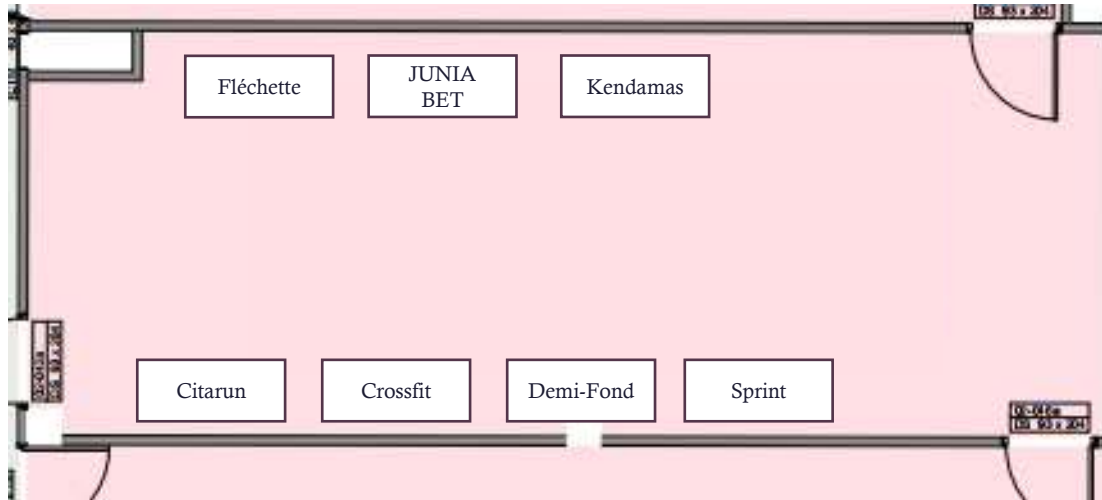 Fléchette
JUNIA
BET
Kendamas
Citarun
Crossfit
Demi-Fond
Sprint